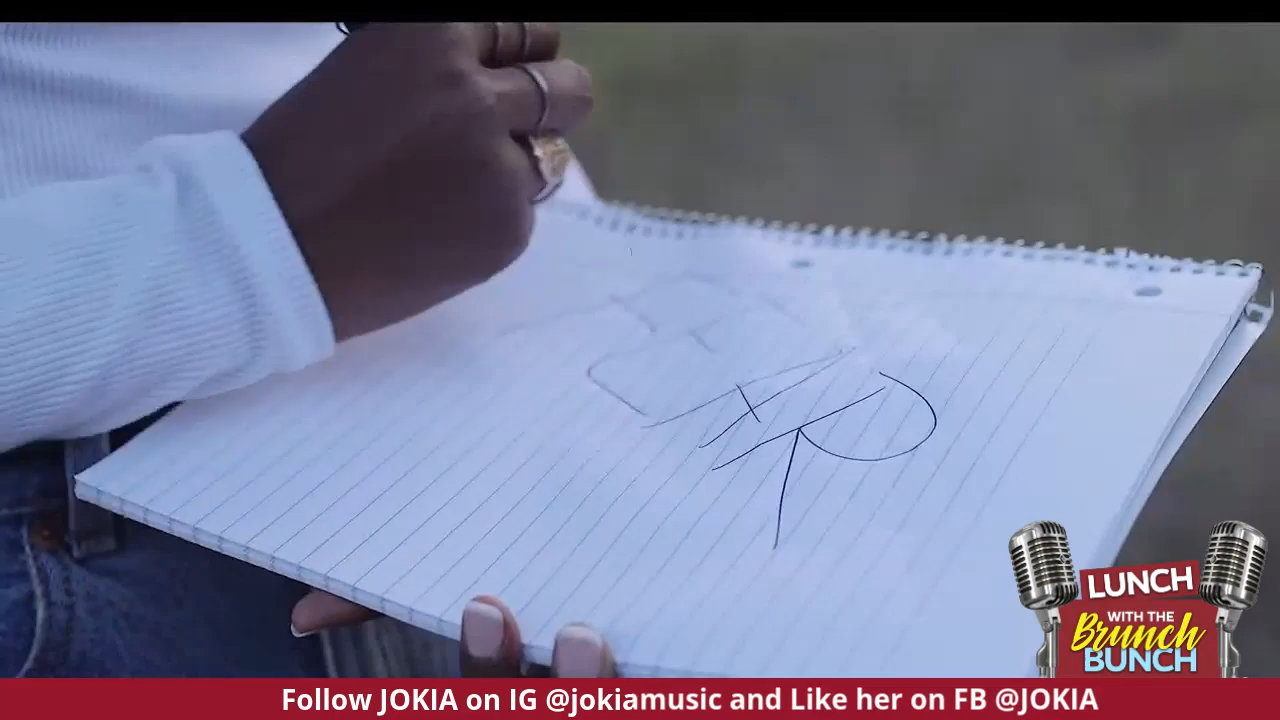 LUNCH
WITH THE
Brunch
BUNCH
Follow JOKIA on IG @jokiamusic and Like her on FB @JOKIA